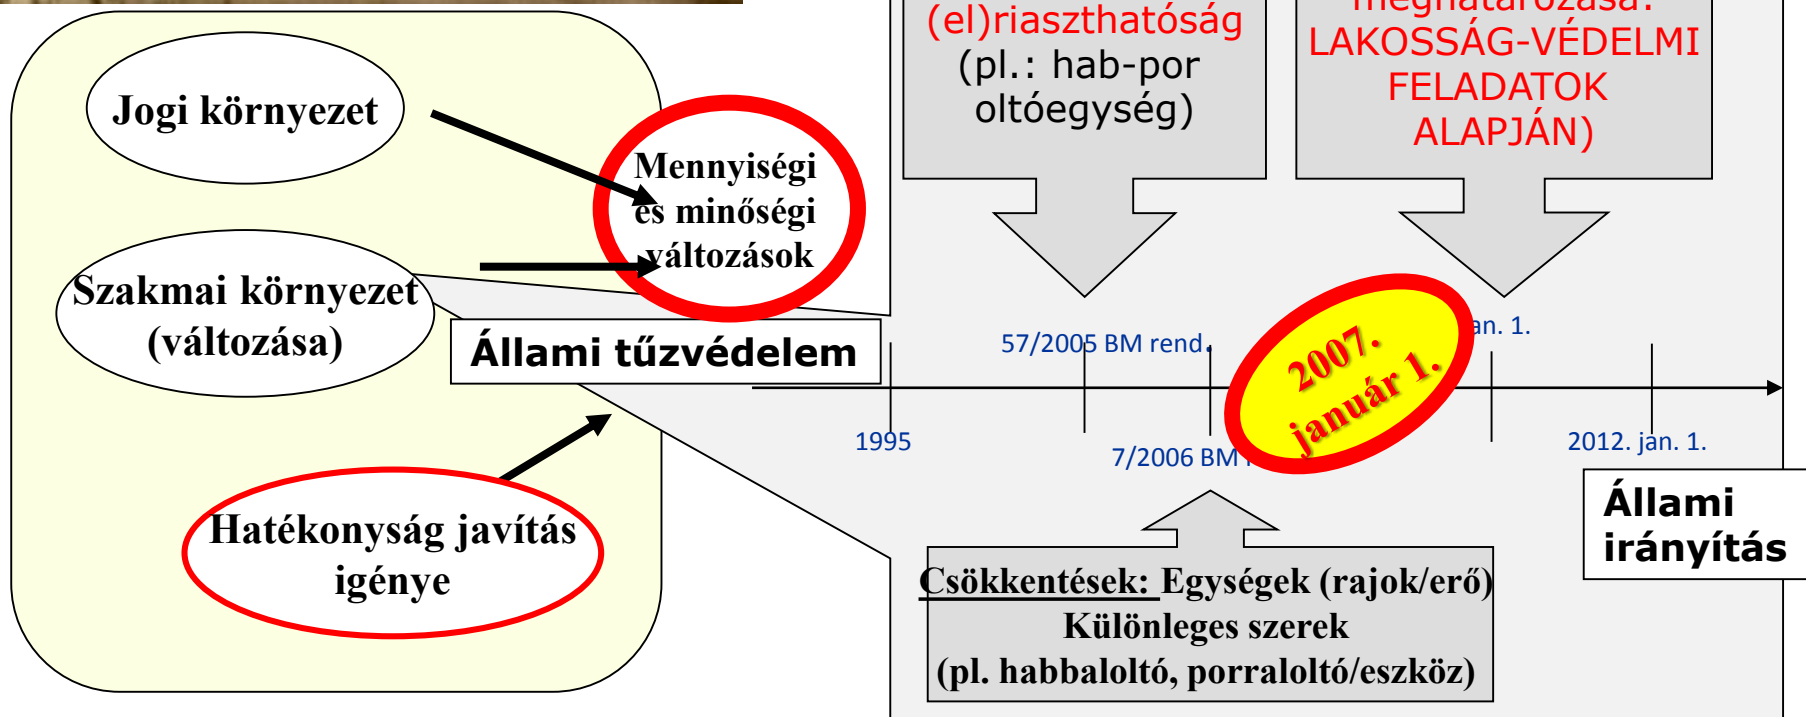 Jogi környezet
Szakmai környezet
(változása)
Hatékonyság javítás
igénye
Mennyiségi
és minőségi
változások
Állami tűzvédelem
(el)riaszthatóság
(pl.: hab-por
oltóegység)
meghatározása:
LAKOSSÁG-VÉDELMI
FELADATOK
ALAPJÁN)
57/2005 BM rend.
2007.
január 1.
an. 1.
1995
7/2006 BM
2012. jan. 1.
Állami
irányítás
Csökkentések: Egységek (rajok/erő)
Különleges szerek
(pl. habbaloltó, porraloltó/eszköz)